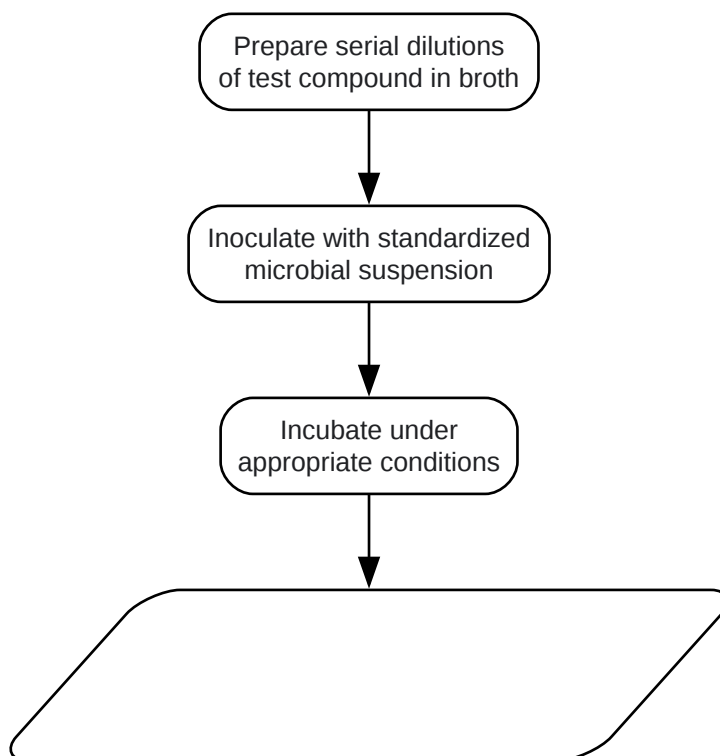 Prepare serial dilutions
of test compound in broth
Inoculate with standardized
microbial suspension
Incubate under
appropriate conditions